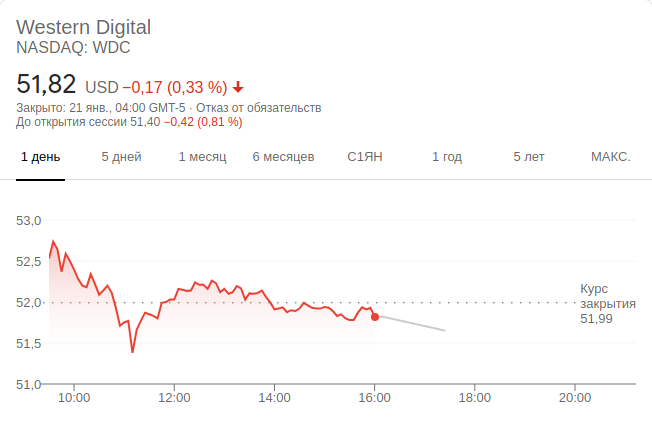 Western Digital
NASDAQ: WDC
51,82 USD −0,17 (0,33 %)
Закрыто: 21 янв., 04:00 GMT-5 · Отказ от обязательств
До открытия сессии 51,40 −0,42 (0,81 %)
1 день 5 дней 1 месяц 6 месяцев С1ЯН 1 год 5 лет МАКС.
53,0
52,5
52,0
51,5
51,0
Курс
закрытия
51,99
10:00 12:00 14:00 16:00 18:00 20:00